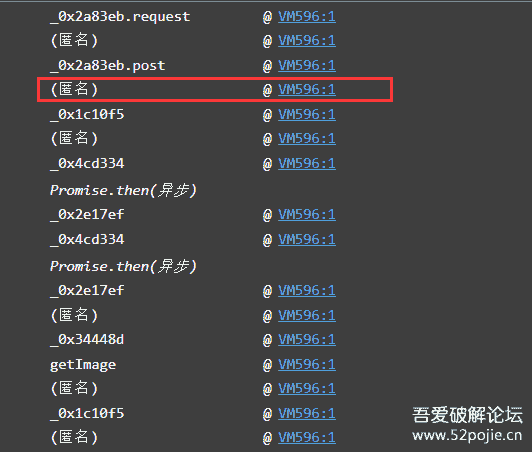 _0x2a83eb.request @ VM596:1
(匿名) @ VM596:1
_0x2a83eb.post @ VM596:1
(匿名) @ VM596:1
_0x1c10f5 @ VM596:1
(匿名) @ VM596:1
_0x4cd334 @ VM596:1
Promise.then(异步)
_0x2e17ef @ VM596:1
_0x4cd334 @ VM596:1
Promise.then(异步)
_0x2e17ef @ VM596:1
(匿名) @ VM596:1
_0x34448d @ VM596:1
getImage @ VM596:1
(匿名) @ VM596:1
_0x1c10f5 @ VM596:1
(匿名) @ VM596:1
吾爱破解论坛
www.52pojie.cn